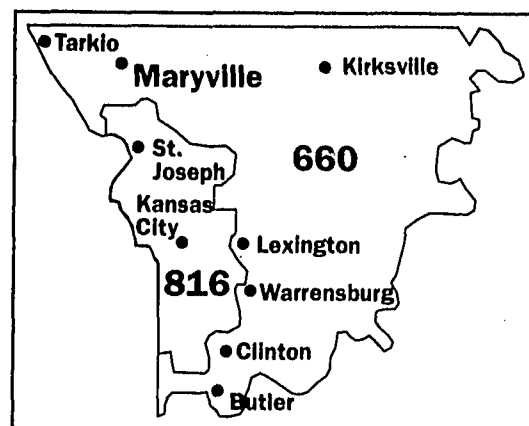 Tarkio
Maryville
Kirksville
St.
Joseph
660
Kansas
City
Lexington
816
Warrensburg
Clinton
Butler